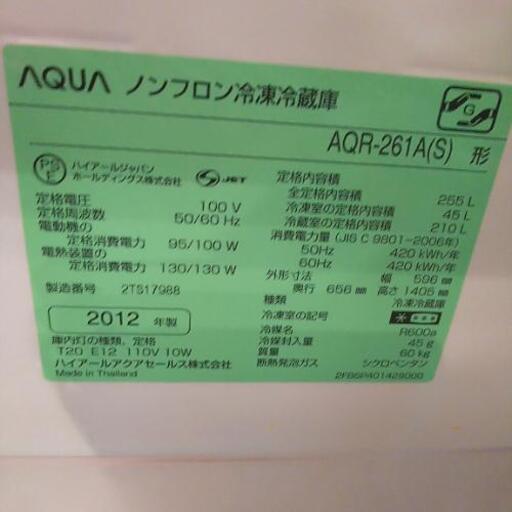 AQUA ノンフロン冷凍冷蔵庫
G
AQR-261A(S) 形
PSE
ハイアールジャパン
ホールディングス株式会社
JET
定格電圧 100 V
定格周波数 50/60 Hz
電動機の
定格消費電力 95/100 W
電熱装置の
定格消費電力 130/130 W
製造番号 2TS17988
2012 年製
庫内灯の種類、定格
T20 E12 110V 10W
ハイアールアクアセールス株式会社
Made in Thailand
定格内容積
全定格内容積 255 L
冷凍室の定格内容積 45 L
冷蔵室の定格内容積 210 L
消費電力量(JIS C 9801-2006年)
50Hz 420 kWh/年
60Hz 420 kWh/年
外形寸法 幅 596 mm
奥行 656 mm 高さ 1405 mm
種類 冷凍冷蔵庫
冷凍室の記号
冷媒名 R600a
冷媒封入量 45 g
質量 60 kg
断熱発泡ガス シクロペンタン